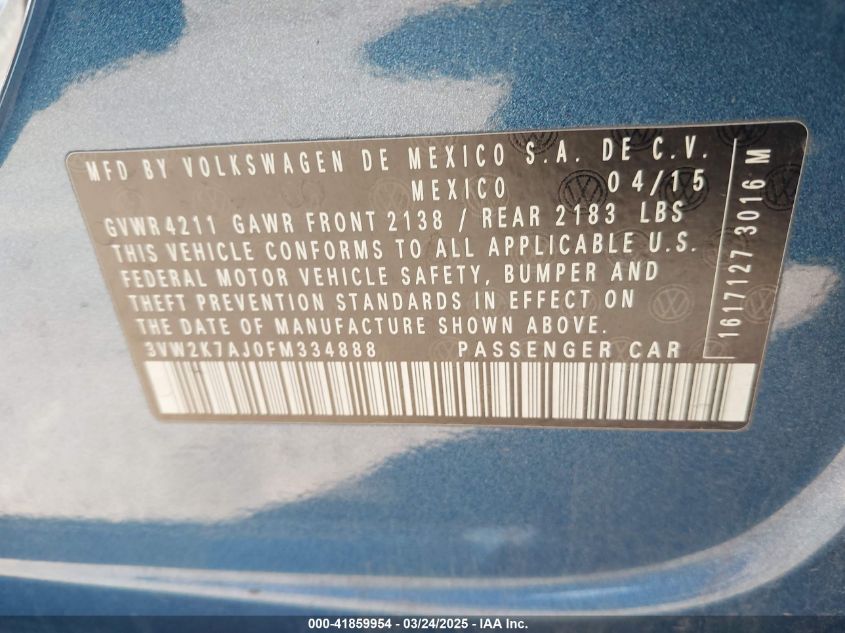 MFD BY VOLKSWAGEN DE MEXICO S.A. DE C.V.
MEXICO 04/15
GVWR 4211 GAWR FRONT 2138 / REAR 2183 LBS
THIS VEHICLE CONFORMS TO ALL APPLICABLE U.S.
FEDERAL MOTOR VEHICLE SAFETY, BUMPER AND
THEFT PREVENTION STANDARDS IN EFFECT ON
THE DATE OF MANUFACTURE SHOWN ABOVE.
3VW2K7AJ0FM334888 PASSENGER CAR
1617127 3016 M
000-41859954 - 03/24/2025 - IAA Inc.